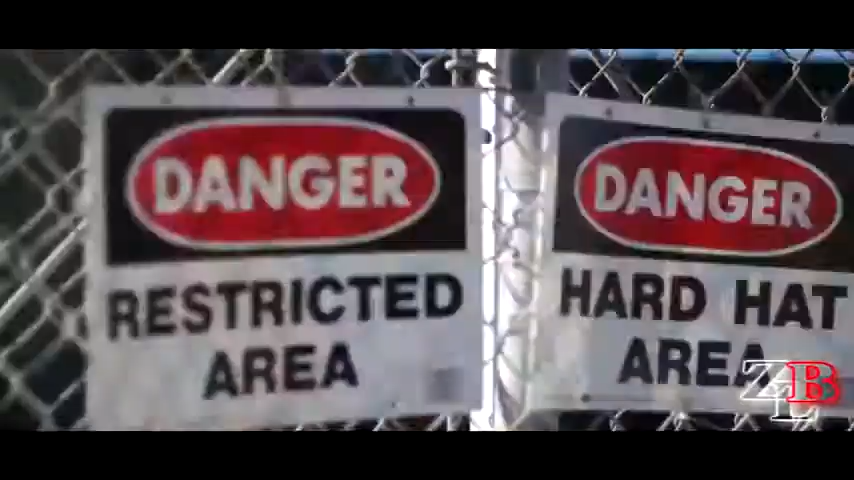 DANGER
RESTRICTED
AREA
DANGER
HARD HAT
AREA